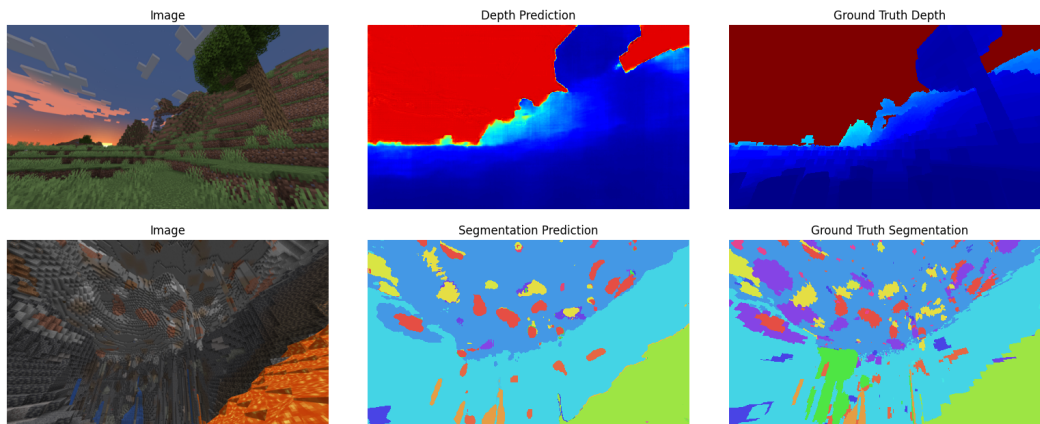 Image
Depth Prediction
Ground Truth Depth
Image
Segmentation Prediction
Ground Truth Segmentation